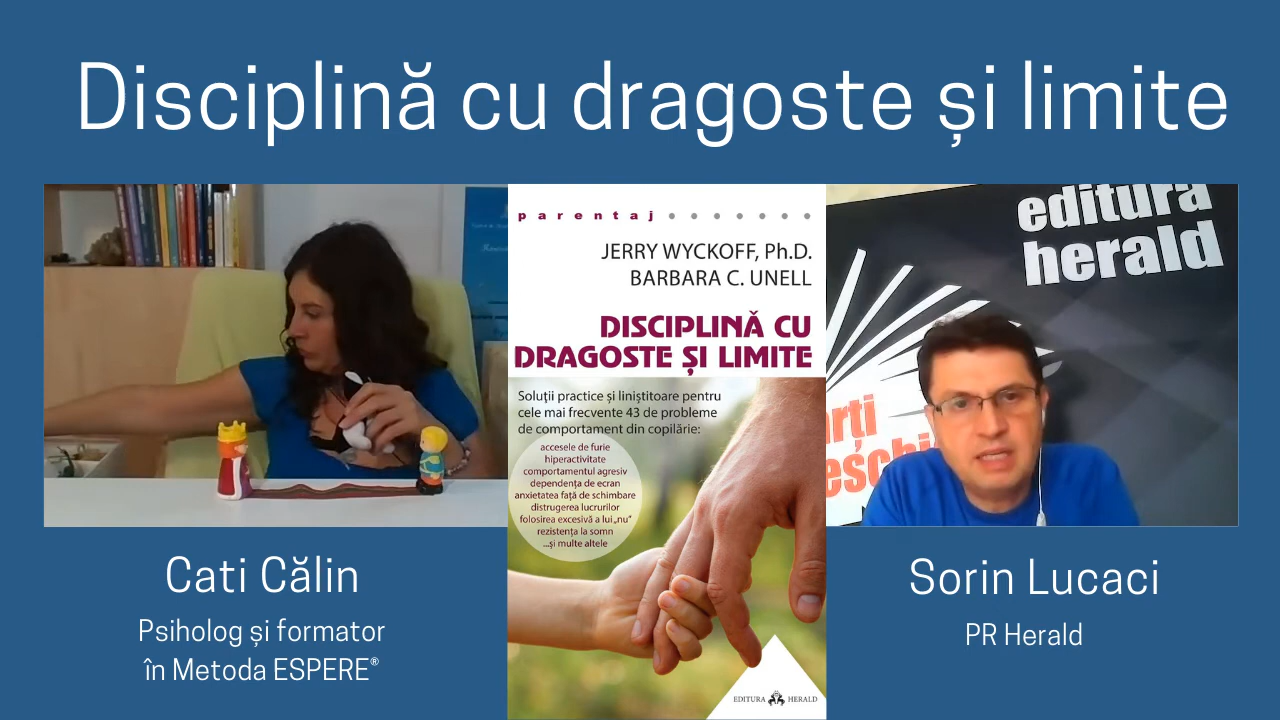 Disciplină cu dragoste și limite
parentaj
JERRY WYCKOFF, Ph.D.
BARBARA C. UNELL
DISCIPLINĂ CU
DRAGOSTE ȘI LIMITE
Soluții practice și liniștitoare pentru
cele mai frecvente 43 de probleme
de comportament din copilărie:
accesele de furie
hiperactivitate
comportamentul agresiv
dependența de ecran
anxietatea față de schimbare
distrugerea lucrurilor
folosirea excesivă a lui „nu"
rezistența la somn
...și multe altele
EDITURA HERALD
editura
herald
Cati Călin
Psiholog și formator
în Metoda ESPERE®
Sorin Lucaci
PR Herald